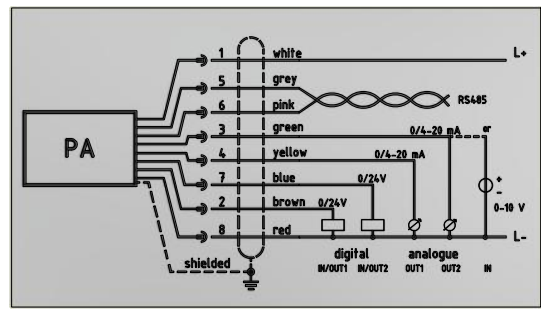 1 white L+
5 grey
6 pink RS485
3 green 0/4-20 mA or
PA
4 yellow 0/4-20 mA
7 blue 0/24V
+
-
2 brown 0/24V 0-10 V
8 red L-
shielded
digital analogue
IN/OUT1 IN/OUT2 OUT1 OUT2 IN